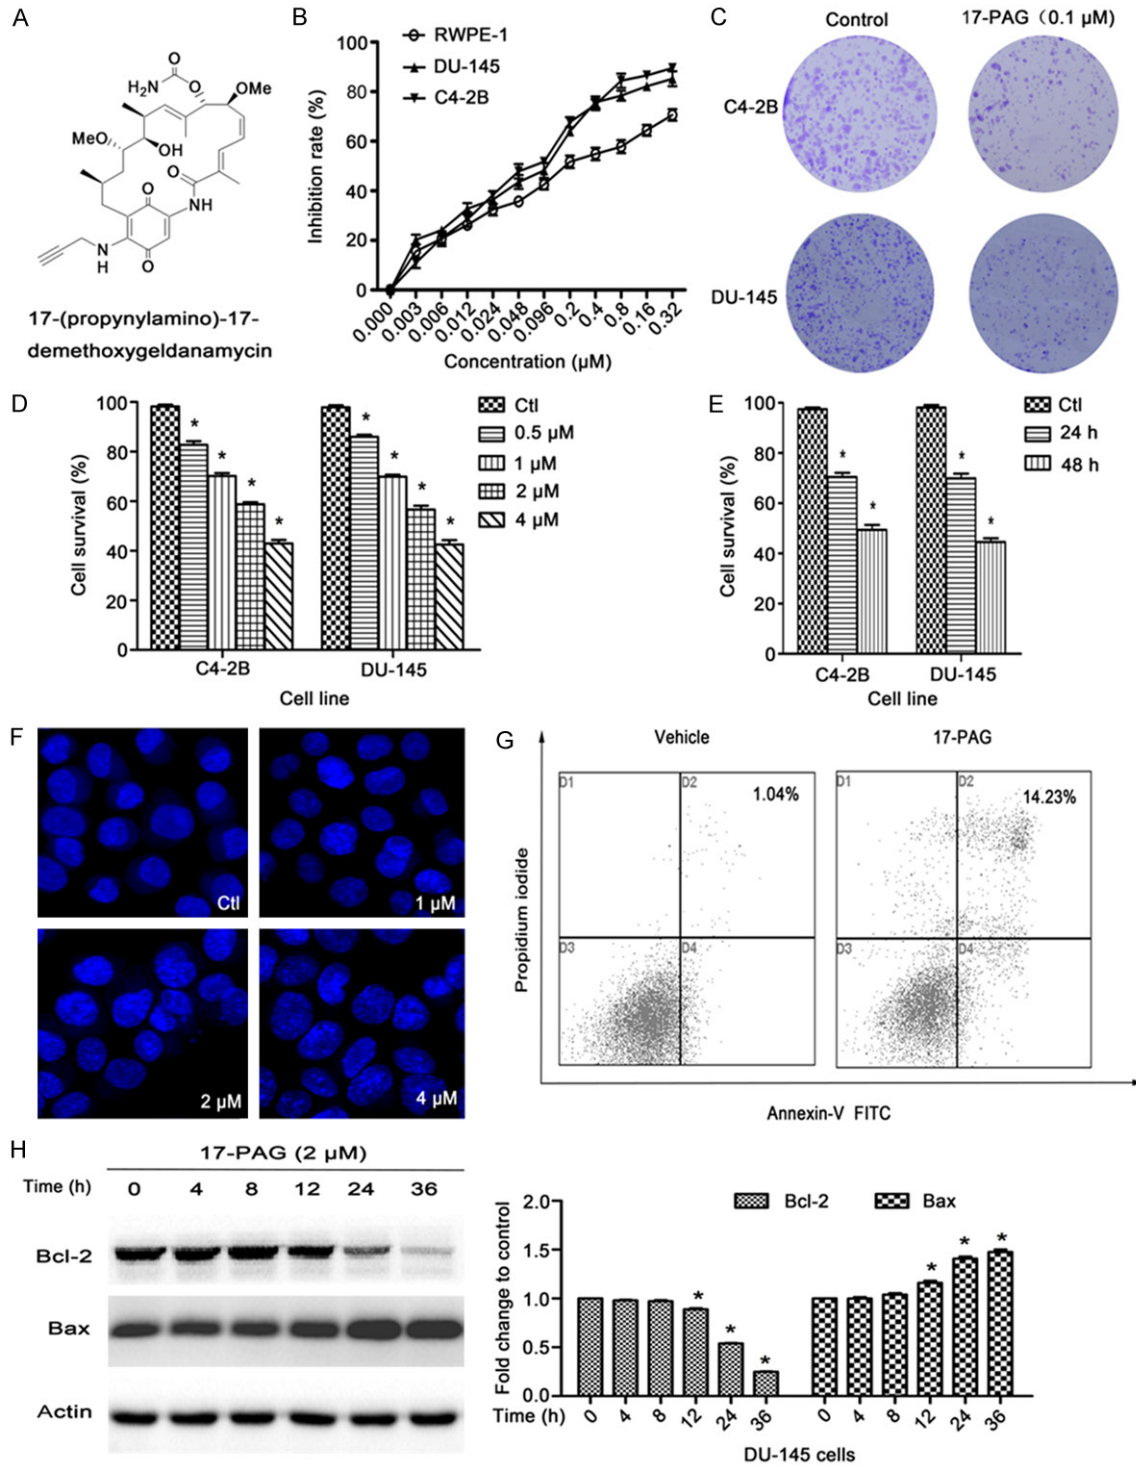 A
H₂N
O
O
OMe
MeO
OH
O
O
NH
N
H
O
17-(propynylamino)-17-
demethoxygeldanamycin
B
RWPE-1
DU-145
C4-2B
Inhibition rate (%)
100
80
60
40
20
0
0.000
0.003
0.006
0.012
0.024
0.048
0.096
0.2
0.4
0.8
0.16
0.32
Concentration (μM)
C
Control
17-PAG (0.1 μM)
C4-2B
DU-145
D
Cell survival (%)
100
80
60
40
20
0
* * * *
* * * *
Ctl
0.5 μM
1 μM
2 μM
4 μM
C4-2B
DU-145
Cell line
E
Cell survival (%)
100
80
60
40
20
0
* *
* *
Ctl
24 h
48 h
C4-2B
DU-145
Cell line
F
Ctl
1 μM
2 μM
4 μM
G
Vehicle
17-PAG
D1
D2
1.04%
D3
D4
D1
D2
14.23%
D3
D4
Propidium iodide
Annexin-V FITC
H
17-PAG (2 μM)
Time (h) 0 4 8 12 24 36
Bcl-2
Bax
Actin
Bcl-2
Bax
Fold change to control
2.0
1.5
1.0
0.5
0.0
* * *
* * *
Time (h) 0 4 8 12 24 36 0 4 8 12 24 36
DU-145 cells